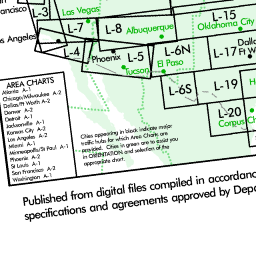 L-3
Las Vegas
L-15
Oklahoma City
L-7
L-8
Albuquerque
L-4
Phoenix
L-5
L-6N
L-17
Tucson
El Paso
L-6S
L-19
L-20
AREA CHARTS
Atlanta A-1
Chicago/Milwaukee A-2
Dallas/Ft Worth A-2
Denver A-2
Detroit A-1
Jacksonville A-1
Kansas City A-2
Los Angeles A-2
Miami A-1
Minneapolis/St Paul A-1
Phoenix A-2
St Louis A-1
San Francisco A-2
Washington A-1
Cities appearing in black indicate major
traffic hubs for which Area Charts are
provided. Cities in green are to assist you
in ORIENTATION and selection of the
appropriate chart.
Published from digital files compiled in
specifications and agreements approved by